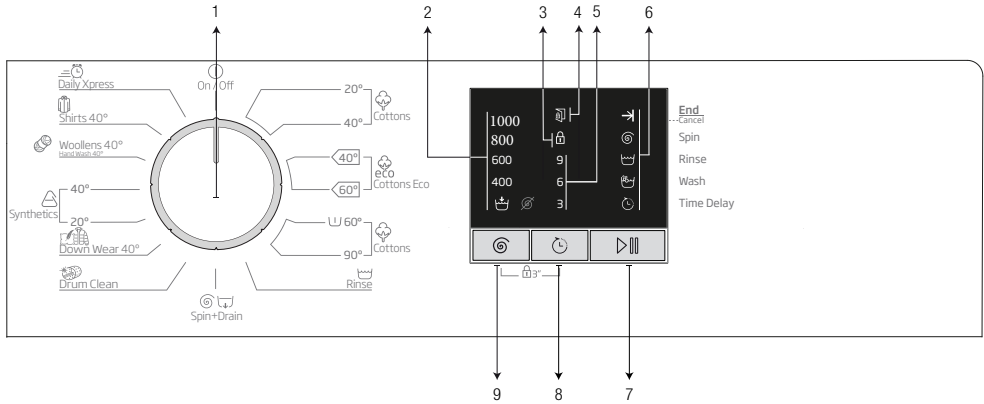 1
2
3
4
5
6
On / Off
Daily Xpress
Shirts 40°
Woollens 40°
Hand Wash 40°
40°
Synthetics
20°
Down Wear 40°
Drum Clean
Spin+Drain
20°
40°
Cottons
40°
60°
eco
Cottons Eco
60°
90°
Cottons
Rinse
1000
800
600
400
9
6
3
End
Cancel
Spin
Rinse
Wash
Time Delay
3"
9
8
7